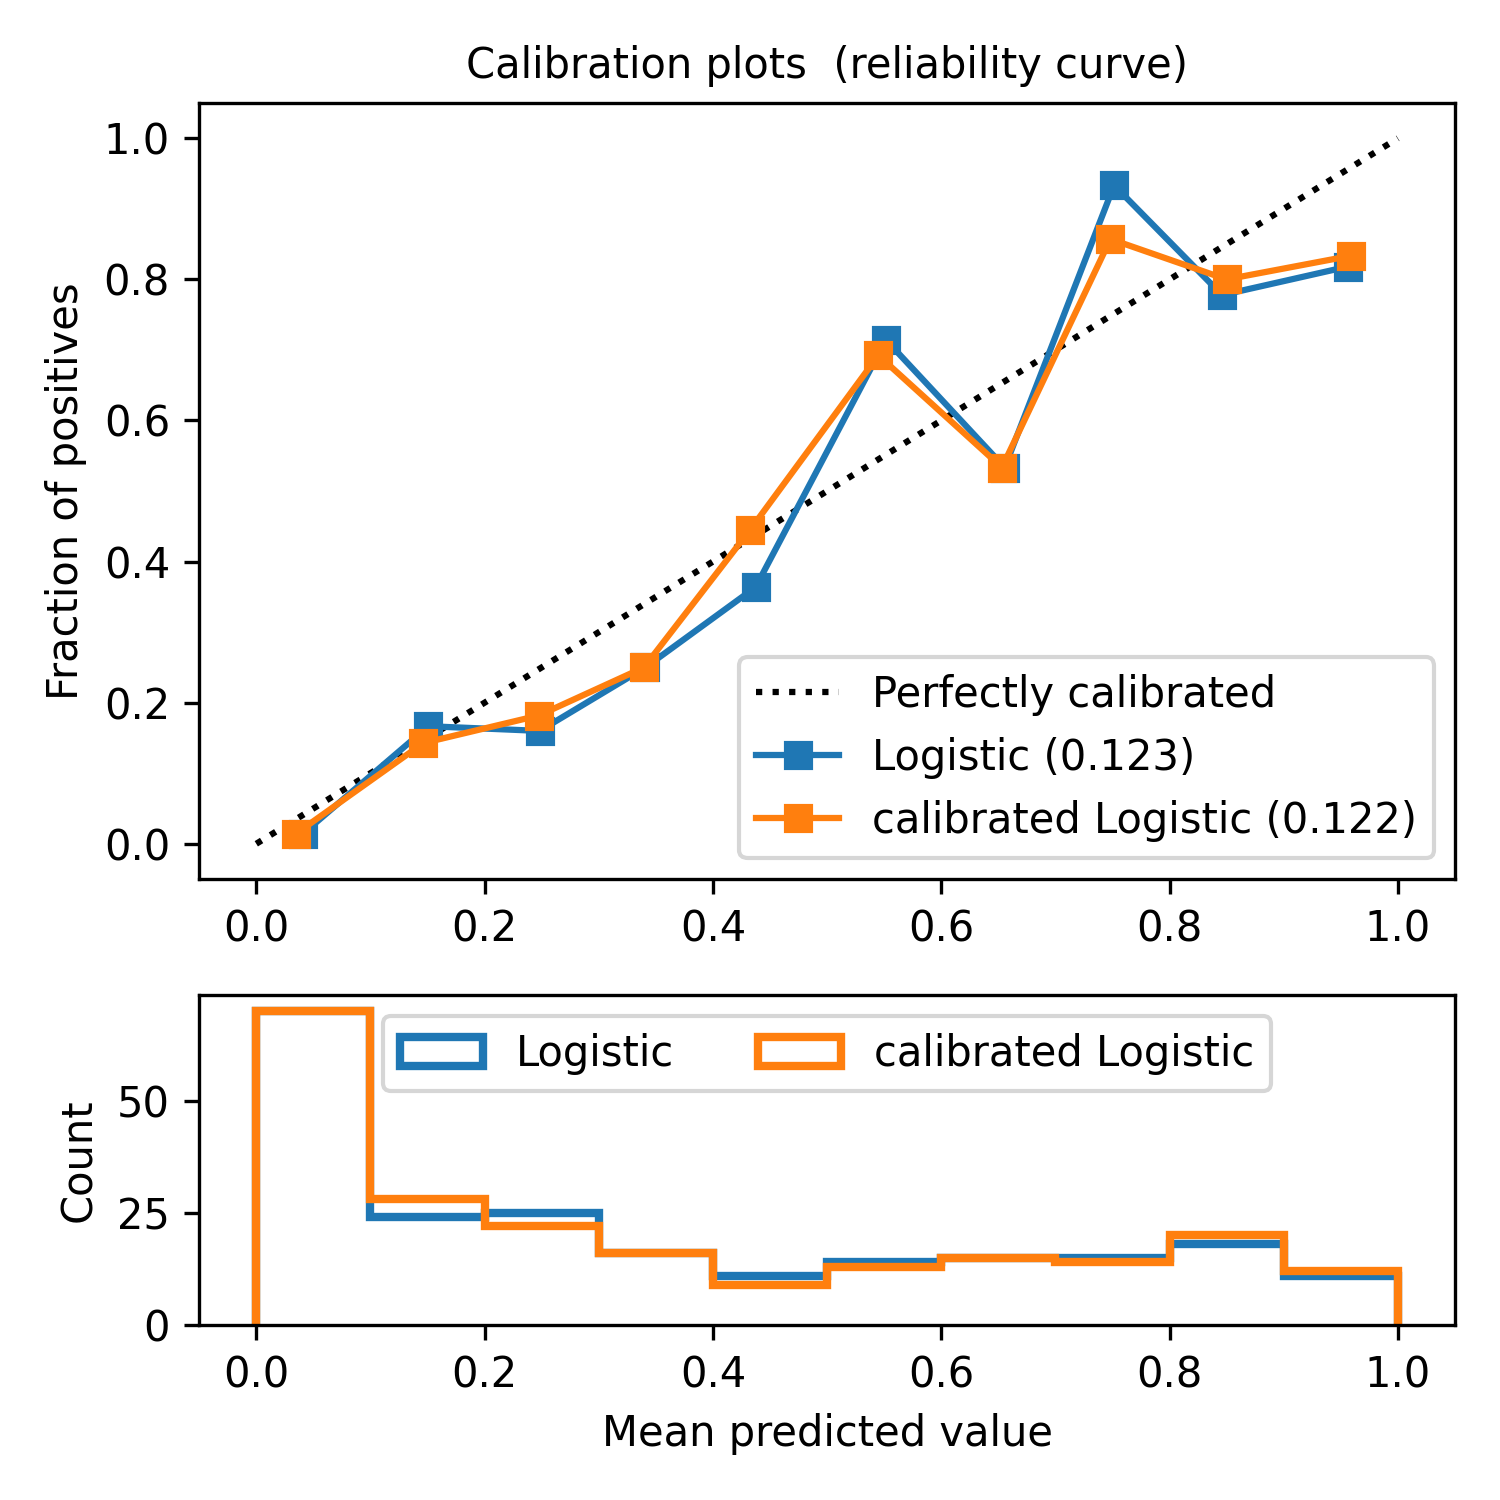 Calibration plots  (reliability curve)
1.0
0.8
0.6
0.4
0.2
0.0
Fraction of positives
Perfectly calibrated
Logistic (0.123)
calibrated Logistic (0.122)
0.0 0.2 0.4 0.6 0.8 1.0
Logistic calibrated Logistic
50
25
0
Count
0.0 0.2 0.4 0.6 0.8 1.0
Mean predicted value